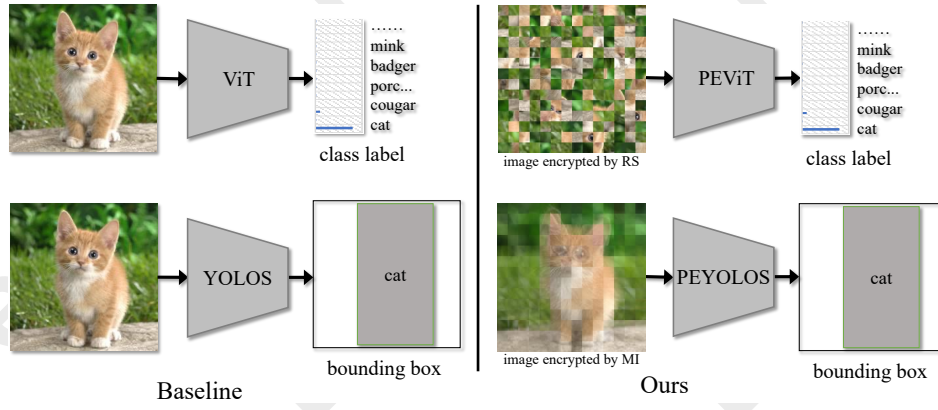 ViT
......
mink
badger
porc...
cougar
cat
class label
image encrypted by RS
PEViT
......
mink
badger
porc...
cougar
cat
class label
YOLOS
cat
bounding box
Baseline
image encrypted by MI
PEYOLOS
cat
bounding box
Ours